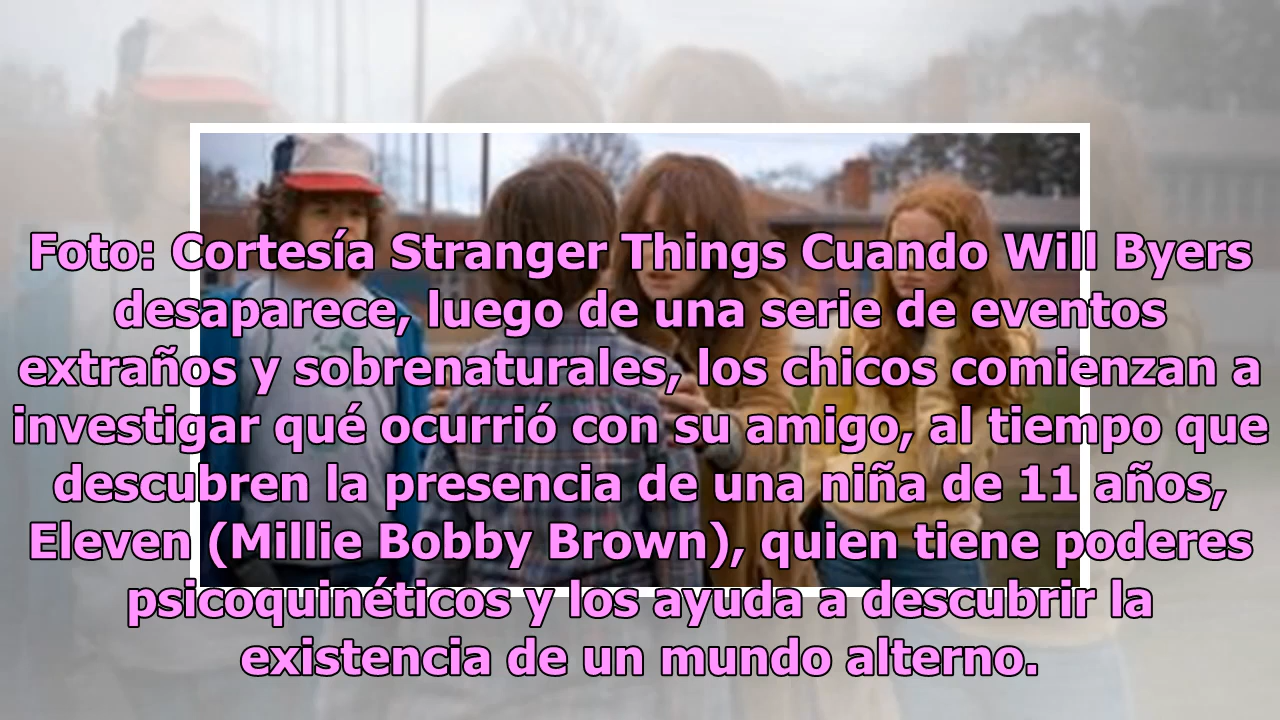 Foto: Cortesía Stranger Things Cuando Will Byers
desaparece, luego de una serie de eventos
extraños y sobrenaturales, los chicos comienzan a
investigar qué ocurrió con su amigo, al tiempo que
descubren la presencia de una niña de 11 años,
Eleven (Millie Bobby Brown), quien tiene poderes
psicoquinéticos y los ayuda a descubrir la
existencia de un mundo alterno.